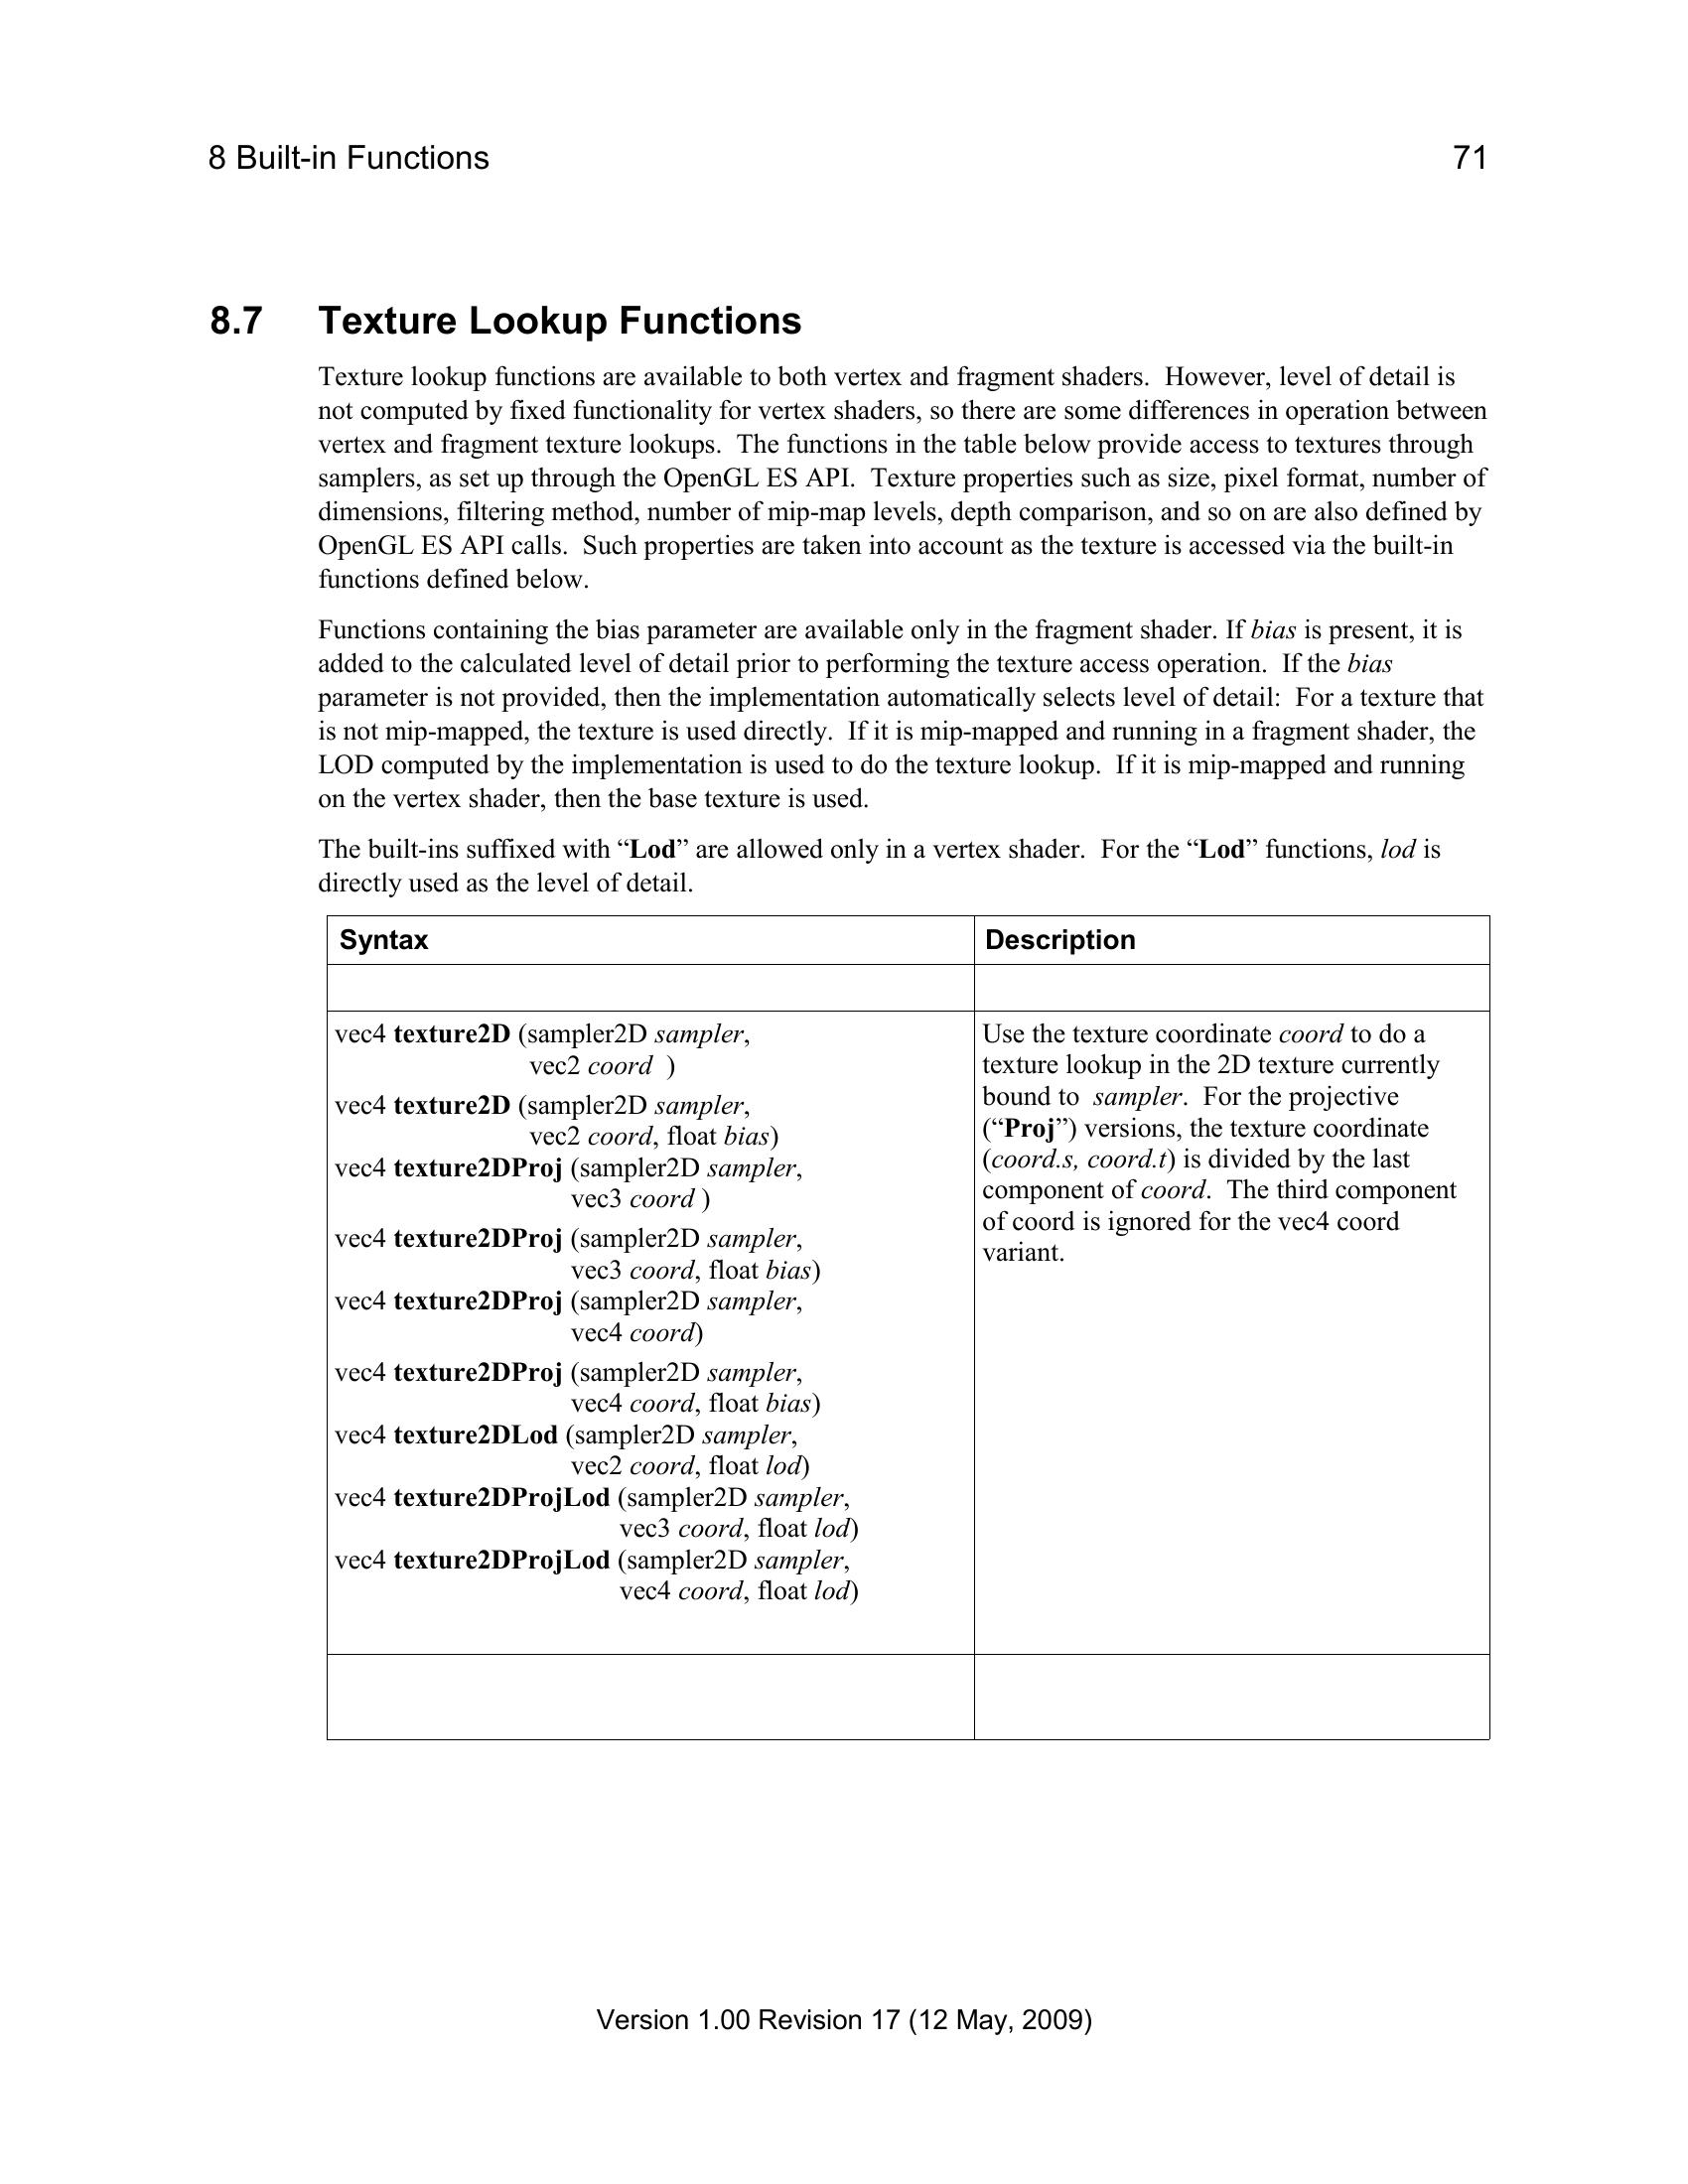 8 Built-in Functions 71
8.7 Texture Lookup Functions
Texture lookup functions are available to both vertex and fragment shaders.  However, level of detail is
not computed by fixed functionality for vertex shaders, so there are some differences in operation between
vertex and fragment texture lookups.  The functions in the table below provide access to textures through
samplers, as set up through the OpenGL ES API.  Texture properties such as size, pixel format, number of
dimensions, filtering method, number of mip-map levels, depth comparison, and so on are also defined by
OpenGL ES API calls.  Such properties are taken into account as the texture is accessed via the built-in
functions defined below.
Functions containing the bias parameter are available only in the fragment shader. If bias is present, it is
added to the calculated level of detail prior to performing the texture access operation.  If the bias
parameter is not provided, then the implementation automatically selects level of detail:  For a texture that
is not mip-mapped, the texture is used directly.  If it is mip-mapped and running in a fragment shader, the
LOD computed by the implementation is used to do the texture lookup.  If it is mip-mapped and running
on the vertex shader, then the base texture is used.
The built-ins suffixed with “Lod” are allowed only in a vertex shader.  For the “Lod” functions, lod is
directly used as the level of detail.
Syntax Description
vec4 texture2D (sampler2D sampler,
vec2 coord  )
vec4 texture2D (sampler2D sampler,
vec2 coord, float bias)
vec4 texture2DProj (sampler2D sampler,
vec3 coord )
vec4 texture2DProj (sampler2D sampler,
vec3 coord, float bias)
vec4 texture2DProj (sampler2D sampler,
vec4 coord)
vec4 texture2DProj (sampler2D sampler,
vec4 coord, float bias)
vec4 texture2DLod (sampler2D sampler,
vec2 coord, float lod)
vec4 texture2DProjLod (sampler2D sampler,
vec3 coord, float lod)
vec4 texture2DProjLod (sampler2D sampler,
vec4 coord, float lod)
Use the texture coordinate coord to do a
texture lookup in the 2D texture currently
bound to  sampler.  For the projective
(“Proj”) versions, the texture coordinate
(coord.s, coord.t) is divided by the last
component of coord.  The third component
of coord is ignored for the vec4 coord
variant.
Version 1.00 Revision 17 (12 May, 2009)